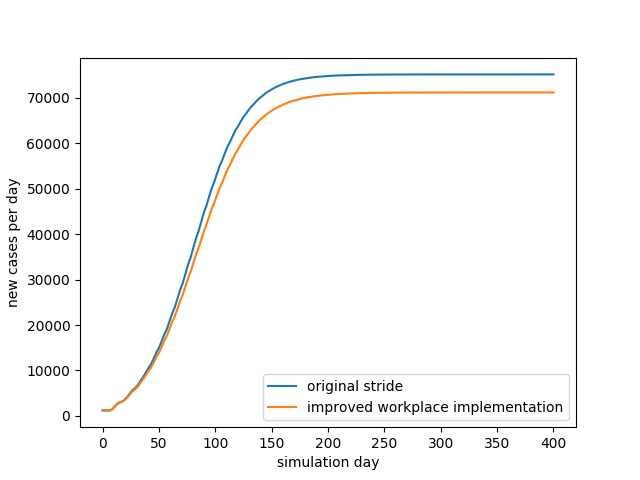 70000
60000
50000
40000
30000
20000
10000
0
new cases per day
original stride
improved workplace implementation
0 50 100 150 200 250 300 350 400
simulation day